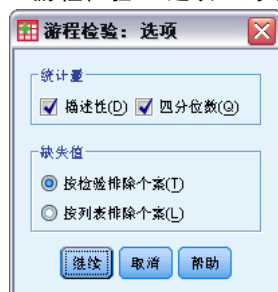 游程检验：选项
统计量
描述性(D) 四分位数(Q)
缺失值
按检验排除个案(T)
按列表排除个案(L)
继续 取消 帮助